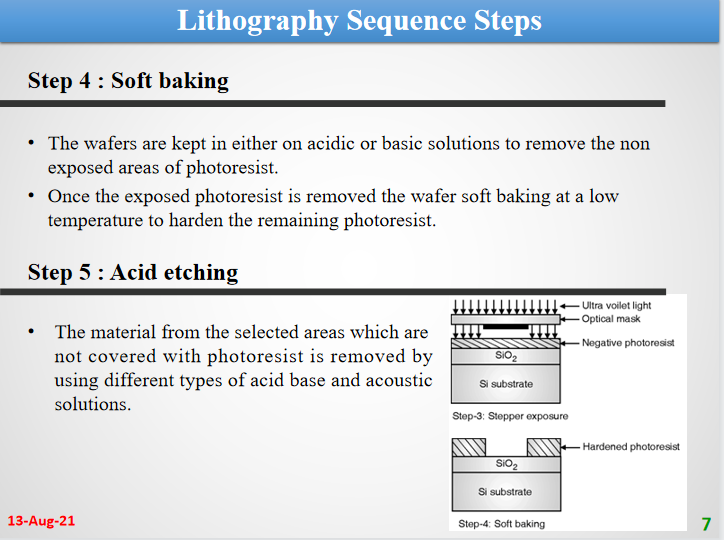 Lithography Sequence Steps
Step 4 : Soft baking
• The wafers are kept in either on acidic or basic solutions to remove the non
exposed areas of photoresist.
• Once the exposed photoresist is removed the wafer soft baking at a low
temperature to harden the remaining photoresist.
Step 5 : Acid etching
• The material from the selected areas which are
not covered with photoresist is removed by
using different types of acid base and acoustic
solutions.
Ultra voilet light
Optical mask
Negative photoresist
SiO2
Si substrate
Step-3: Stepper exposure
Hardened photoresist
SiO2
Si substrate
Step-4: Soft baking
13-Aug-21
7